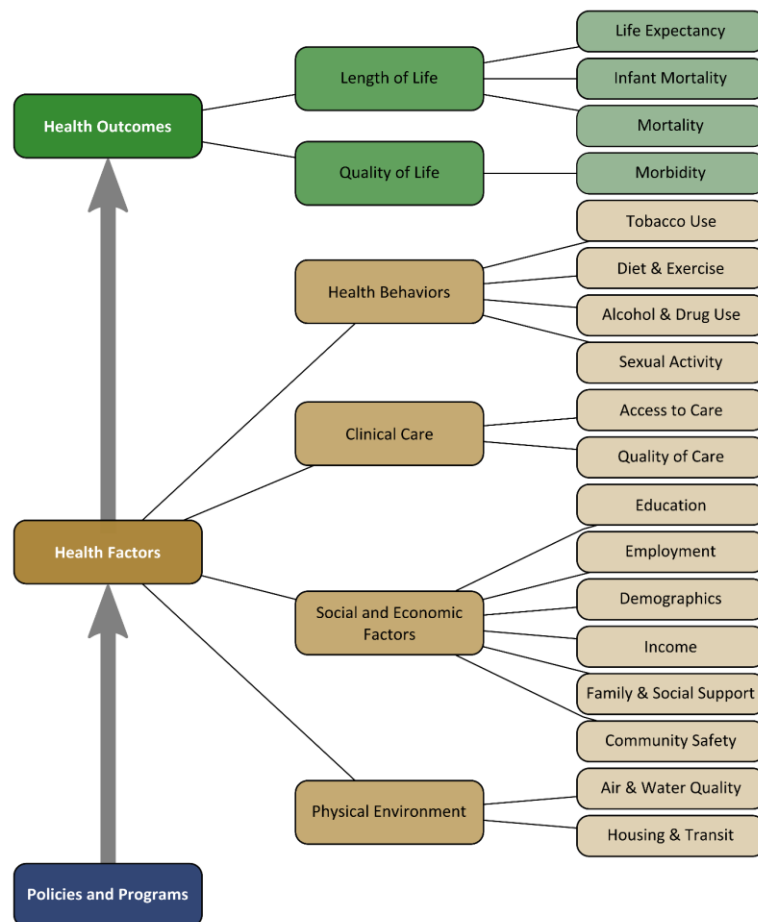 Life Expectancy
Length of Life
Infant Mortality
Health Outcomes
Mortality
Quality of Life
Morbidity
Tobacco Use
Diet & Exercise
Health Behaviors
Alcohol & Drug Use
Sexual Activity
Access to Care
Clinical Care
Quality of Care
Education
Health Factors
Employment
Demographics
Social and Economic
Factors
Income
Family & Social Support
Community Safety
Air & Water Quality
Physical Environment
Housing & Transit
Policies and Programs